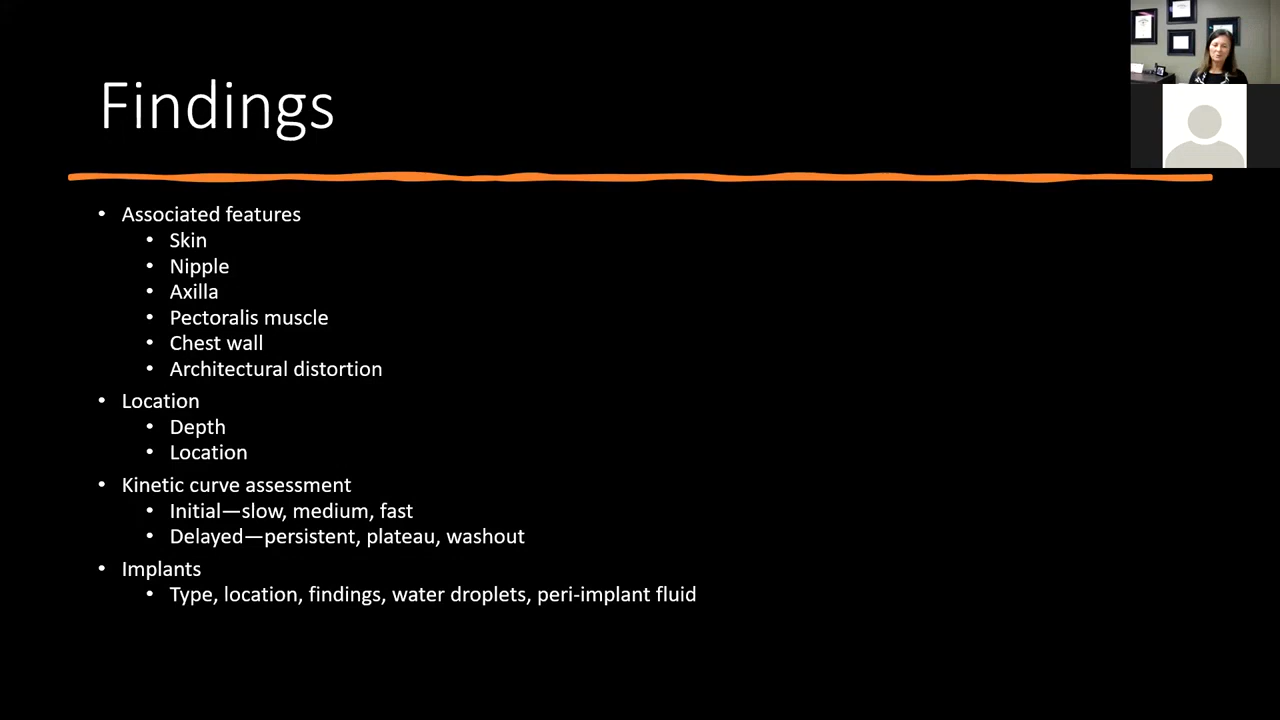 Findings
• Associated features
• Skin
• Nipple
• Axilla
• Pectoralis muscle
• Chest wall
• Architectural distortion
• Location
• Depth
• Location
• Kinetic curve assessment
• Initial—slow, medium, fast
• Delayed—persistent, plateau, washout
• Implants
• Type, location, findings, water droplets, peri-implant fluid